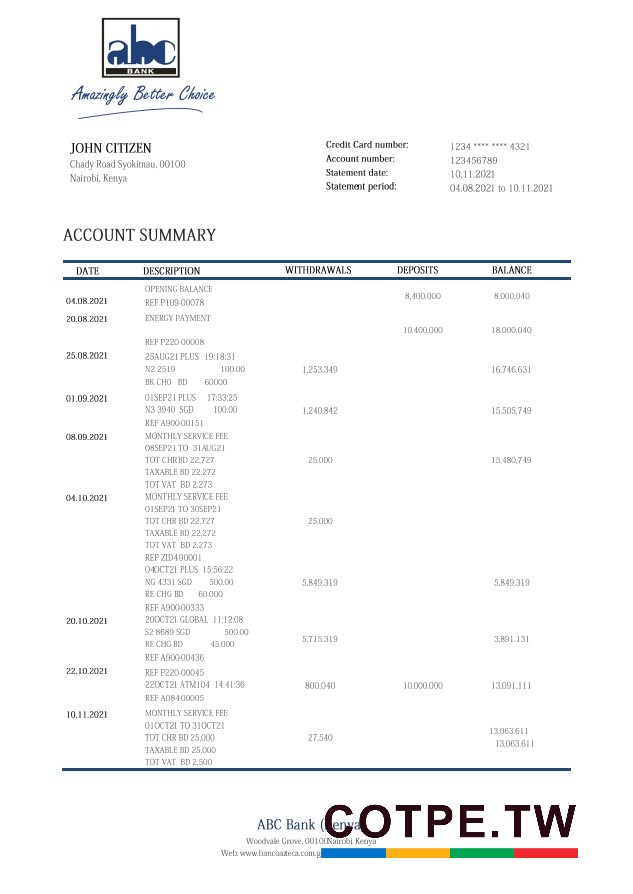 abc
BANK
Amazingly Better Choice
JOHN CITIZEN
Chady Road Syokimau, 00100
Nairobi, Kenya
Credit Card number: 1234 **** **** 4321
Account number: 123456789
Statement date: 10.11.2021
Statement period: 04.08.2021 to 10.11.2021
ACCOUNT SUMMARY
DATE DESCRIPTION WITHDRAWALS DEPOSITS BALANCE
OPENING BALANCE
04.08.2021 REF P109-00078 8,400.000 8,000.040
20.08.2021 ENERGY PAYMENT
10.400.000 18,000.040
REF P220-00008
25.08.2021 25AUG21 PLUS 19:18:31
N2 2519 100.00 1,253,349 16,746.631
BK CHO BD 60000
01.09.2021 01SEP21 PLUS 17:33:25
N3 3940 SGD 100.00 1,240,842 15,505,749
REF A900-00151
08.09.2021 MONTHLY SERVICE FEE
08SEP21 TO 31AUG21
TOT CHRBD 22,727 25,000 15,480,749
TAXABLE BD 22,272
TOT VAT BD 2,273
04.10.2021 MONTHLY SERVICE FEE
01SEP21 TO 30SEP21
TOT CHR BD 22,727 25,000
TAXABLE BD 22,272
TOT VAT BD 2,273
REP ZID4-90001
04OCT21 PLUS 15:56:22
NG 4331 SGD 500.00 5,849,319 5,849,319
RE CHG BD 60.000
REF A900-00333
20.10.2021 20OCT21 GLOBAL 11:12:08
S2 8689 SGD 500.00
RE CHG BD 45.000 5,715,319 3,891.131
REF A900-00436
22.10.2021 REF P220-00045
22OCT21 ATM104 14:41:36 800,040 10,000.000 13,091.111
REF A084-00005
10.11.2021 MONTHLY SERVICE FEE
01OCT21 TO 31OCT21 13,063.611
TOT CHR BD 25,000 27,540 13,063,611
TAXABLE BD 25,000
TOT VAT BD 2,500
ABC Bank (Kenya)
COTPE.TW
Woodvale Grove, 00100Nairobi, Kenya
Web: www.bancoazteca.com.g